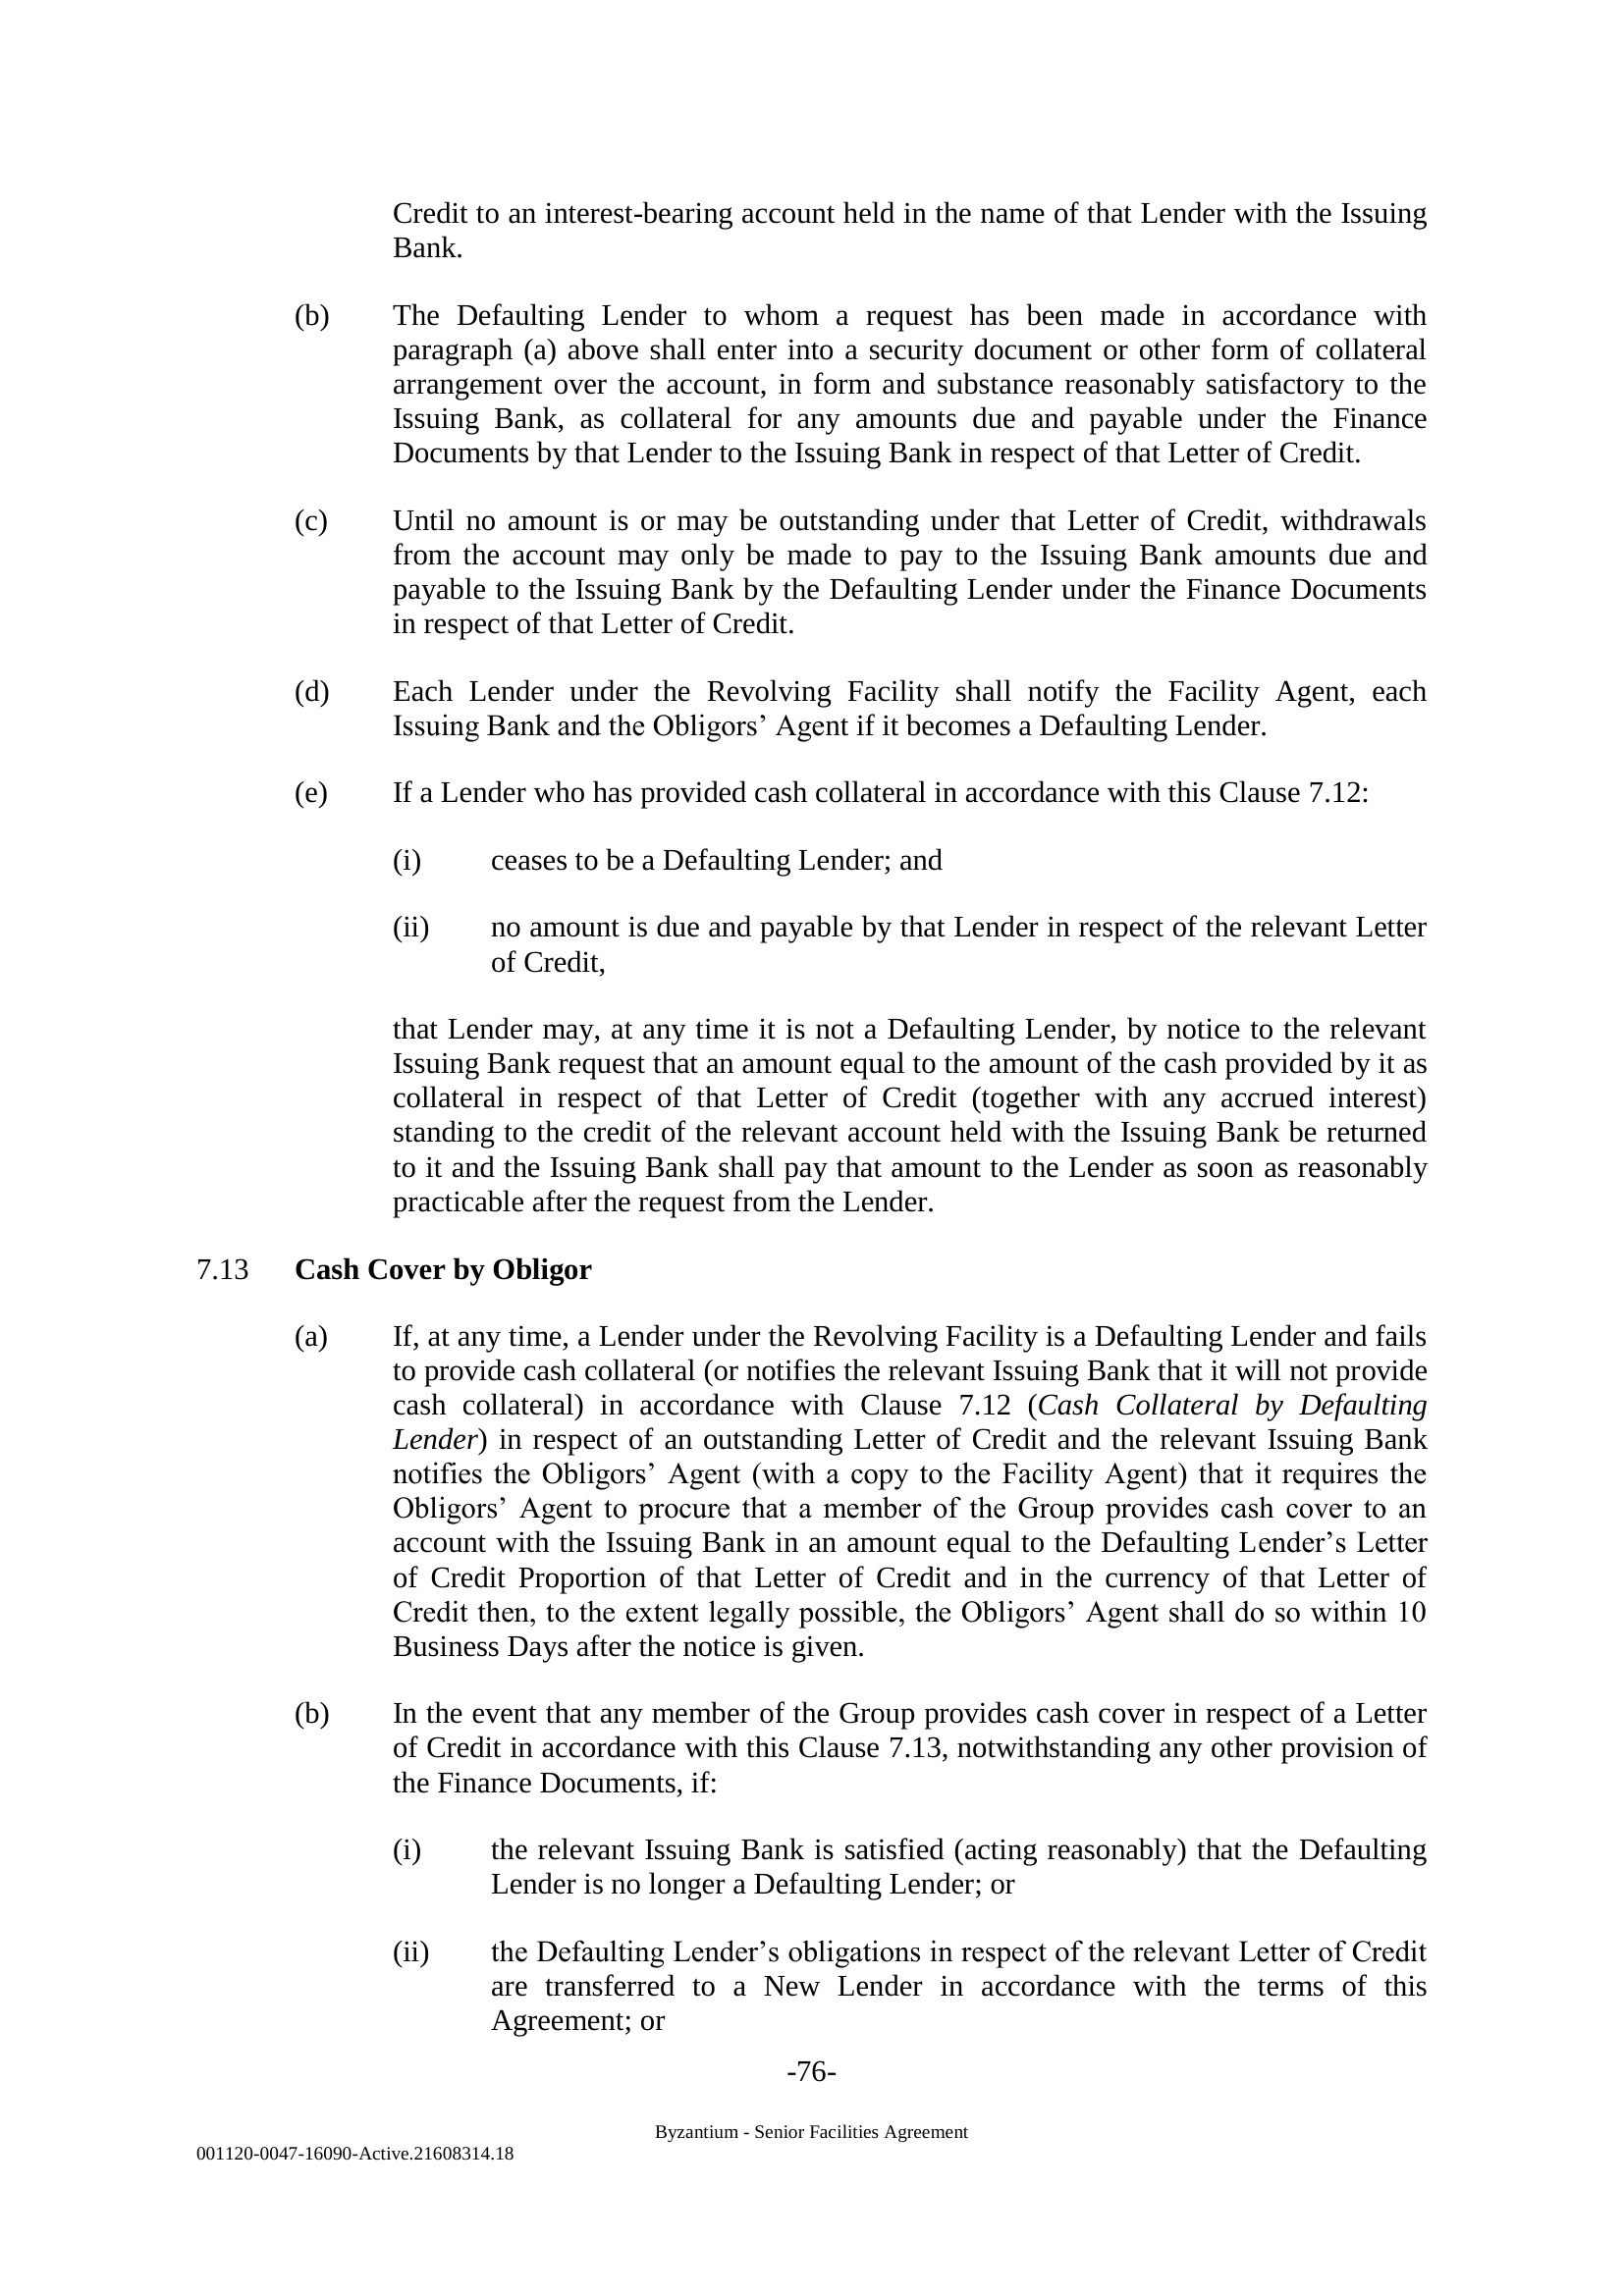 Credit to an interest-bearing account held in the name of that Lender with the Issuing
Bank.
(b) The Defaulting Lender to whom a request has been made in accordance with
paragraph (a) above shall enter into a security document or other form of collateral
arrangement over the account, in form and substance reasonably satisfactory to the
Issuing Bank, as collateral for any amounts due and payable under the Finance
Documents by that Lender to the Issuing Bank in respect of that Letter of Credit.
(c) Until no amount is or may be outstanding under that Letter of Credit, withdrawals
from the account may only be made to pay to the Issuing Bank amounts due and
payable to the Issuing Bank by the Defaulting Lender under the Finance Documents
in respect of that Letter of Credit.
(d) Each Lender under the Revolving Facility shall notify the Facility Agent, each
Issuing Bank and the Obligors’ Agent if it becomes a Defaulting Lender.
(e) If a Lender who has provided cash collateral in accordance with this Clause 7.12:
(i) ceases to be a Defaulting Lender; and
(ii) no amount is due and payable by that Lender in respect of the relevant Letter
of Credit,
that Lender may, at any time it is not a Defaulting Lender, by notice to the relevant
Issuing Bank request that an amount equal to the amount of the cash provided by it as
collateral in respect of that Letter of Credit (together with any accrued interest)
standing to the credit of the relevant account held with the Issuing Bank be returned
to it and the Issuing Bank shall pay that amount to the Lender as soon as reasonably
practicable after the request from the Lender.
7.13 Cash Cover by Obligor
(a) If, at any time, a Lender under the Revolving Facility is a Defaulting Lender and fails
to provide cash collateral (or notifies the relevant Issuing Bank that it will not provide
cash collateral) in accordance with Clause 7.12 (Cash Collateral by Defaulting
Lender) in respect of an outstanding Letter of Credit and the relevant Issuing Bank
notifies the Obligors’ Agent (with a copy to the Facility Agent) that it requires the
Obligors’ Agent to procure that a member of the Group provides cash cover to an
account with the Issuing Bank in an amount equal to the Defaulting Lender’s Letter
of Credit Proportion of that Letter of Credit and in the currency of that Letter of
Credit then, to the extent legally possible, the Obligors’ Agent shall do so within 10
Business Days after the notice is given.
(b) In the event that any member of the Group provides cash cover in respect of a Letter
of Credit in accordance with this Clause 7.13, notwithstanding any other provision of
the Finance Documents, if:
(i) the relevant Issuing Bank is satisfied (acting reasonably) that the Defaulting
Lender is no longer a Defaulting Lender; or
(ii) the Defaulting Lender’s obligations in respect of the relevant Letter of Credit
are transferred to a New Lender in accordance with the terms of this
Agreement; or
-76-
Byzantium - Senior Facilities Agreement
001120-0047-16090-Active.21608314.18